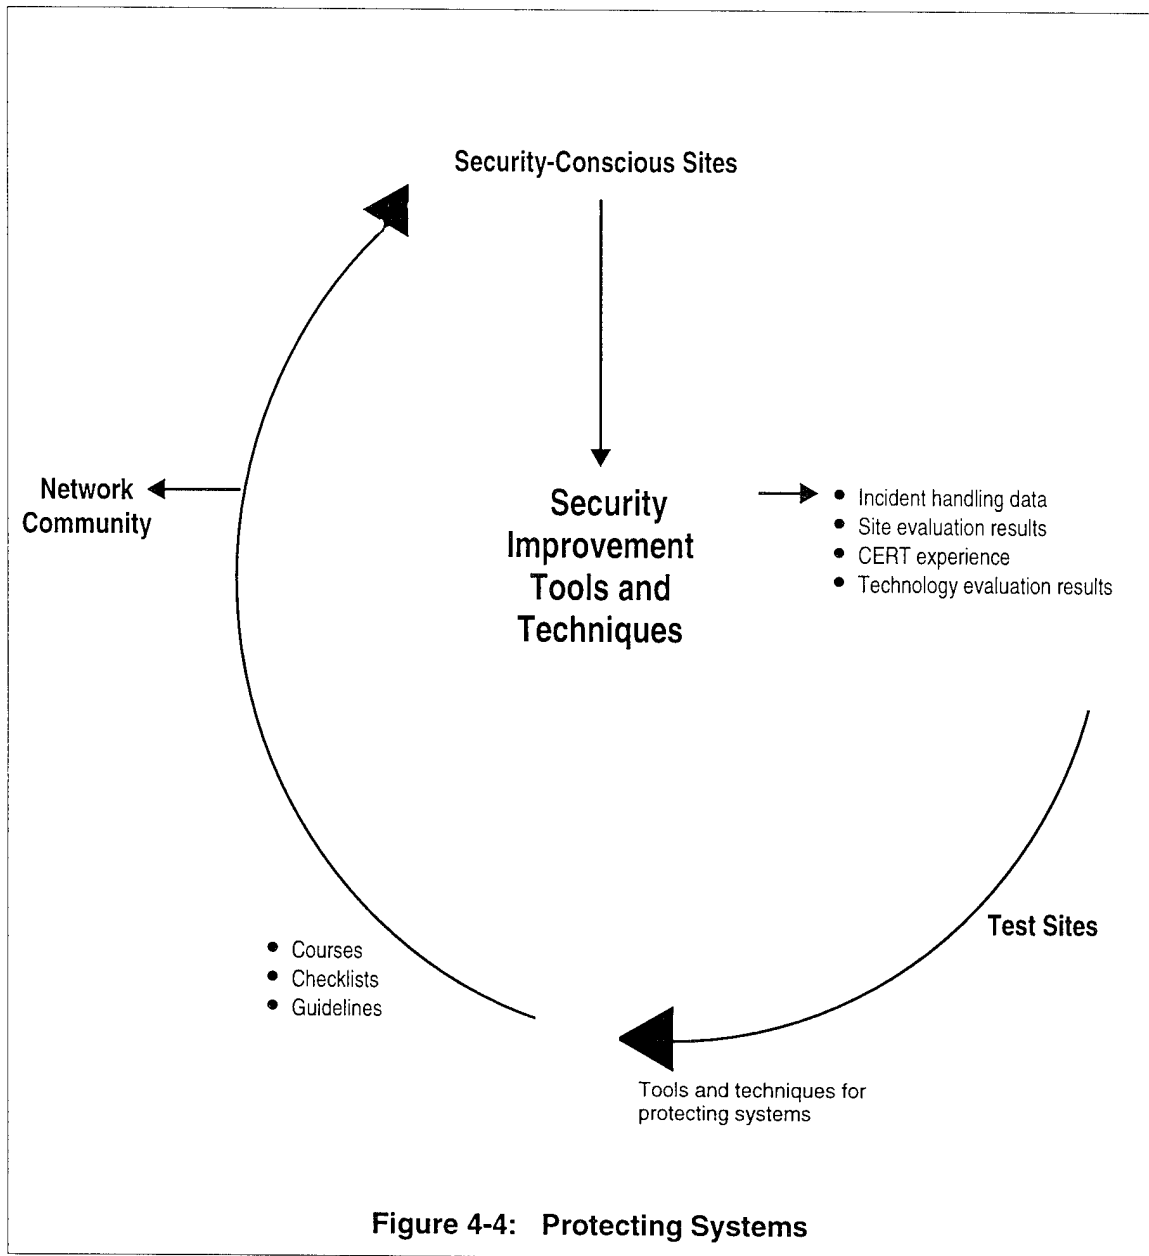 Security-Conscious Sites
Network
Community
Security
Improvement
Tools and
Techniques
• Incident handling data
• Site evaluation results
• CERT experience
• Technology evaluation results
Test Sites
• Courses
• Checklists
• Guidelines
Tools and techniques for
protecting systems
Figure 4-4: Protecting Systems